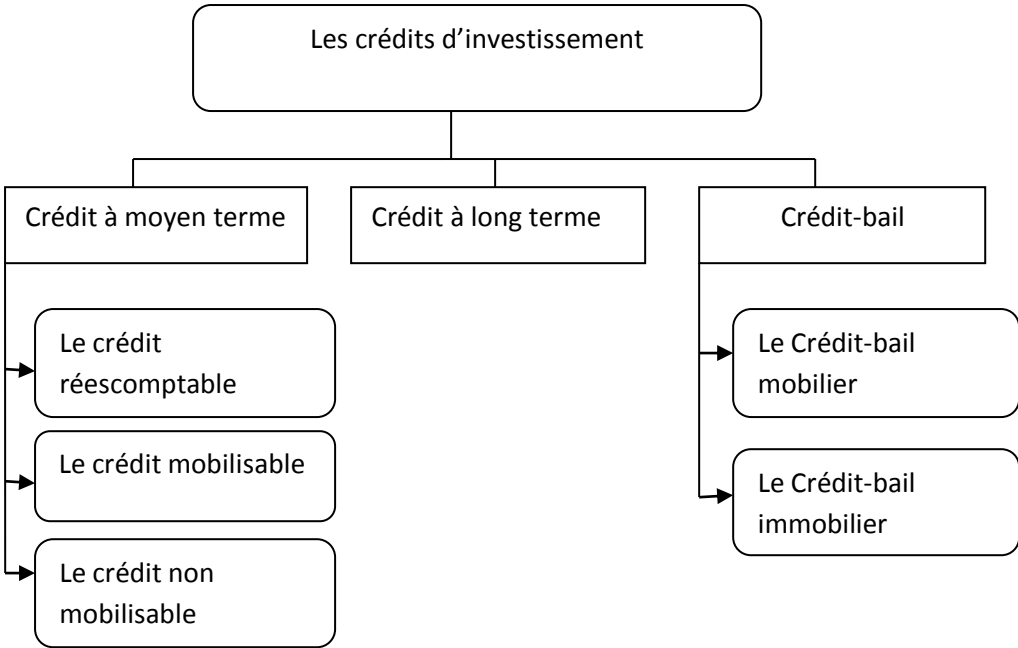 Les crédits d’investissement
Crédit à moyen terme
Crédit à long terme
Crédit-bail
Le crédit
réescomptable
Le crédit mobilisable
Le crédit non
mobilisable
Le Crédit-bail
mobilier
Le Crédit-bail
immobilier